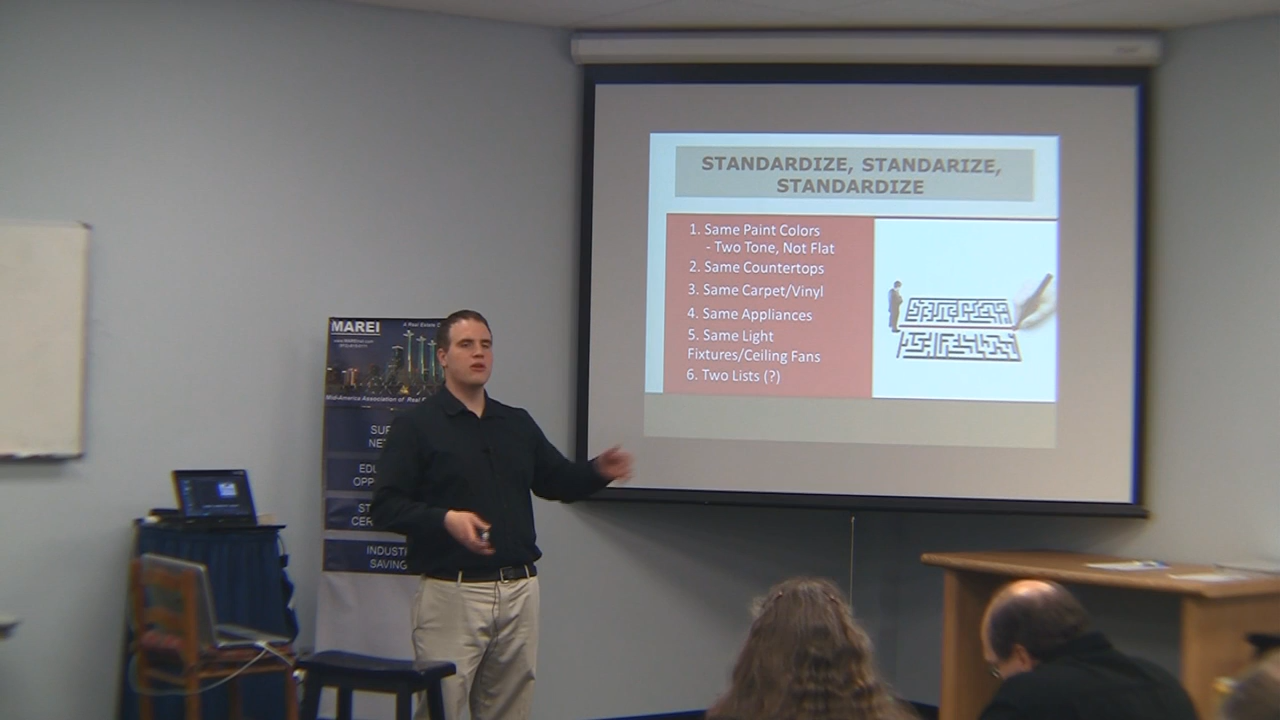 STANDARDIZE, STANDARIZE,
STANDARDIZE
1. Same Paint Colors
- Two Tone, Not Flat
2. Same Countertops
3. Same Carpet/Vinyl
4. Same Appliances
5. Same Light
Fixtures/Ceiling Fans
6. Two Lists (?)
MAREI
A Real Estate
Mid-America Association of Real
SU
NE
EDU
OPP
ST
CER
INDUST
SAVING